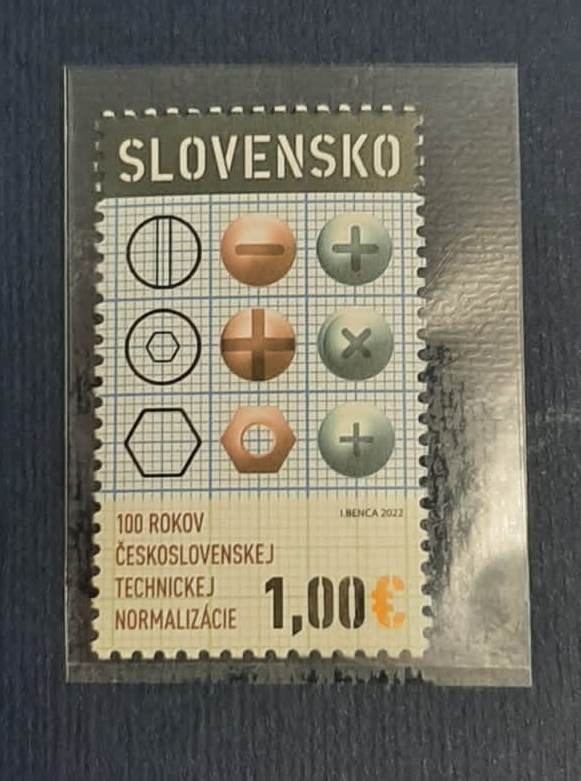 SLOVENSKO
I.BENCA 2022
100 ROKOV
ČESKOSLOVENSKEJ
TECHNICKEJ
NORMALIZÁCIE
1,00€